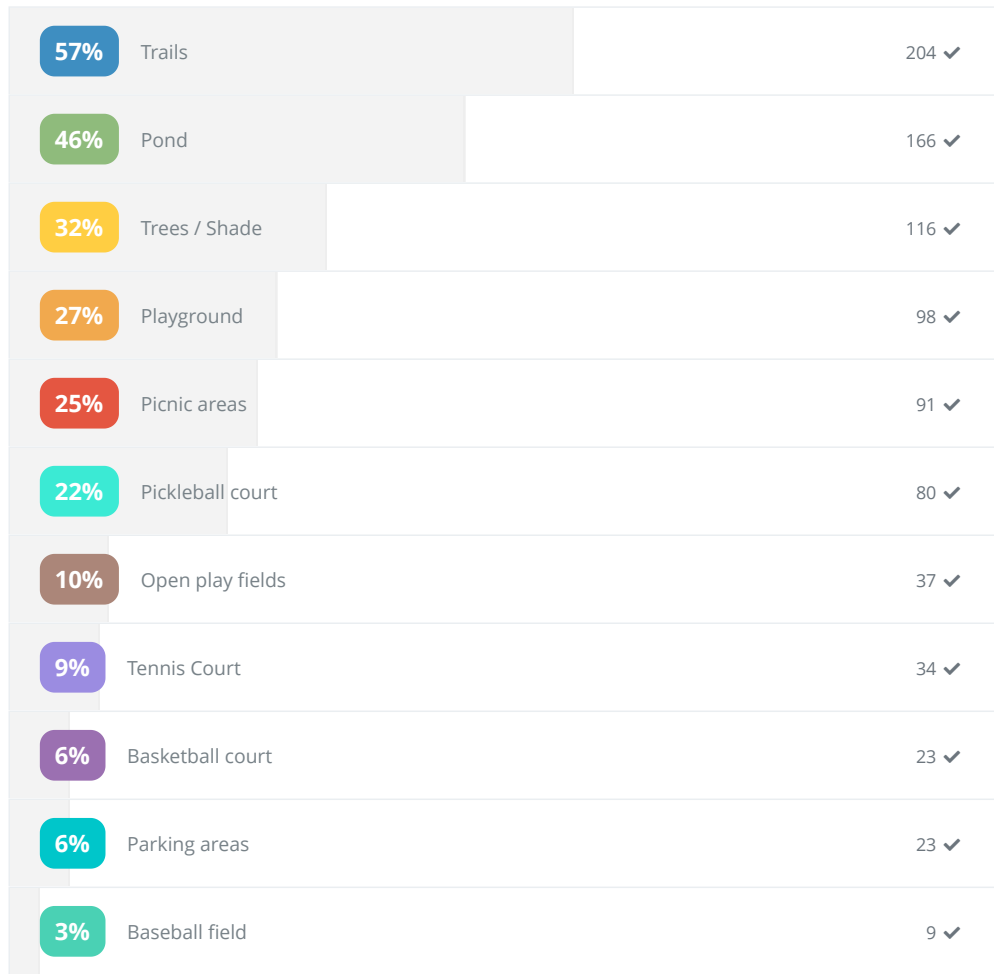 57% Trails 204
46% Pond 166
32% Trees / Shade 116
27% Playground 98
25% Picnic areas 91
22% Pickleball court 80
10% Open play fields 37
9% Tennis Court 34
6% Basketball court 23
6% Parking areas 23
3% Baseball field 9